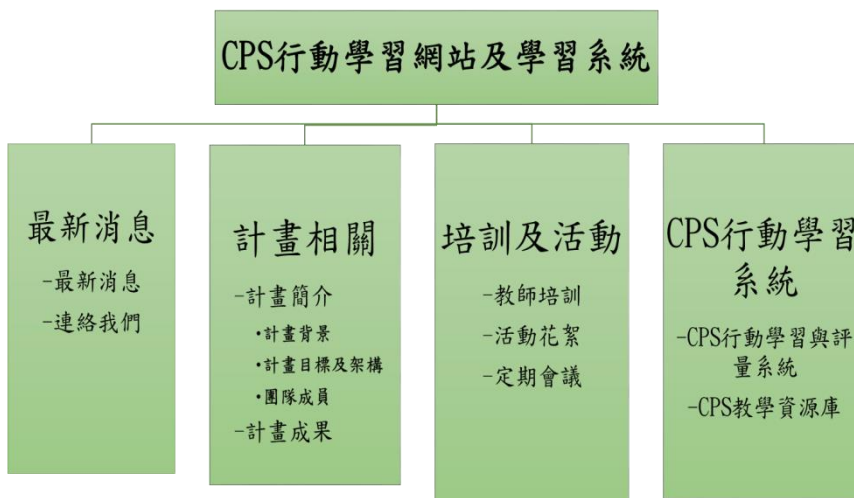 CPS行動學習網站及學習系統
最新消息
-最新消息
-連絡我們
計畫相關
-計畫簡介
•計畫背景
•計畫目標及架構
•團隊成員
-計畫成果
培訓及活動
-教師培訓
-活動花絮
-定期會議
CPS行動學習
系統
-CPS行動學習與評
量系統
-CPS教學資源庫